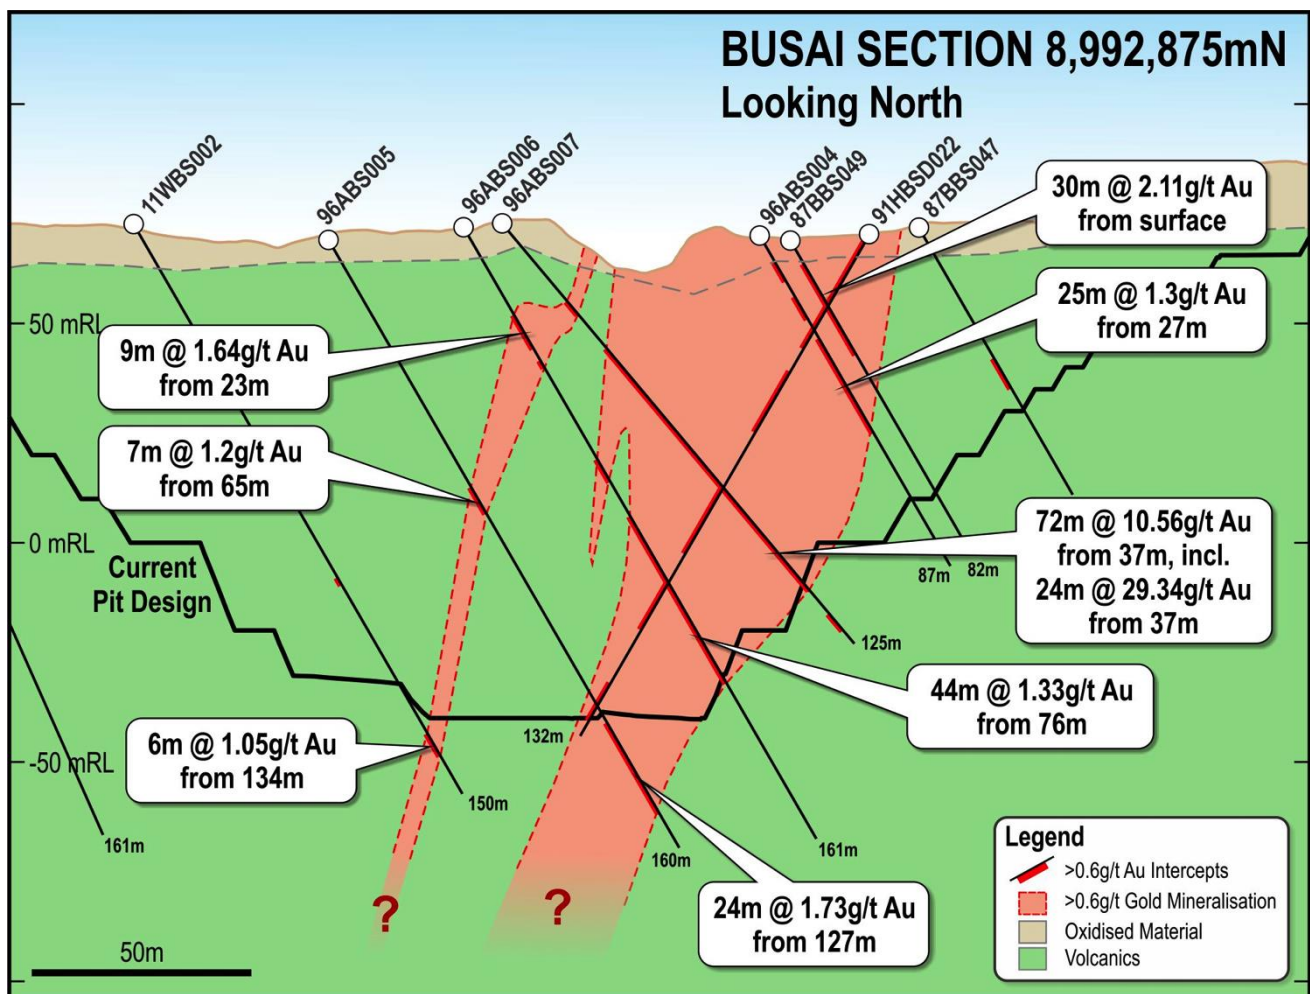 BUSAI SECTION 8,992,875mN
Looking North
11WBS002
96ABS005
96ABS006
96ABS007
96ABS004
87BBS049
91HBSD022
87BBS047
30m @ 2.11g/t Au
from surface
25m @ 1.3g/t Au
from 27m
50 mRL
9m @ 1.64g/t Au
from 23m
7m @ 1.2g/t Au
from 65m
0 mRL
Current
Pit Design
72m @ 10.56g/t Au
from 37m, incl.
24m @ 29.34g/t Au
from 37m
87m
82m
125m
44m @ 1.33g/t Au
from 76m
132m
6m @ 1.05g/t Au
from 134m
-50 mRL
150m
161m
160m
161m
24m @ 1.73g/t Au
from 127m
?
?
50m
Legend
>0.6g/t Au Intercepts
>0.6g/t Gold Mineralisation
Oxidised Material
Volcanics